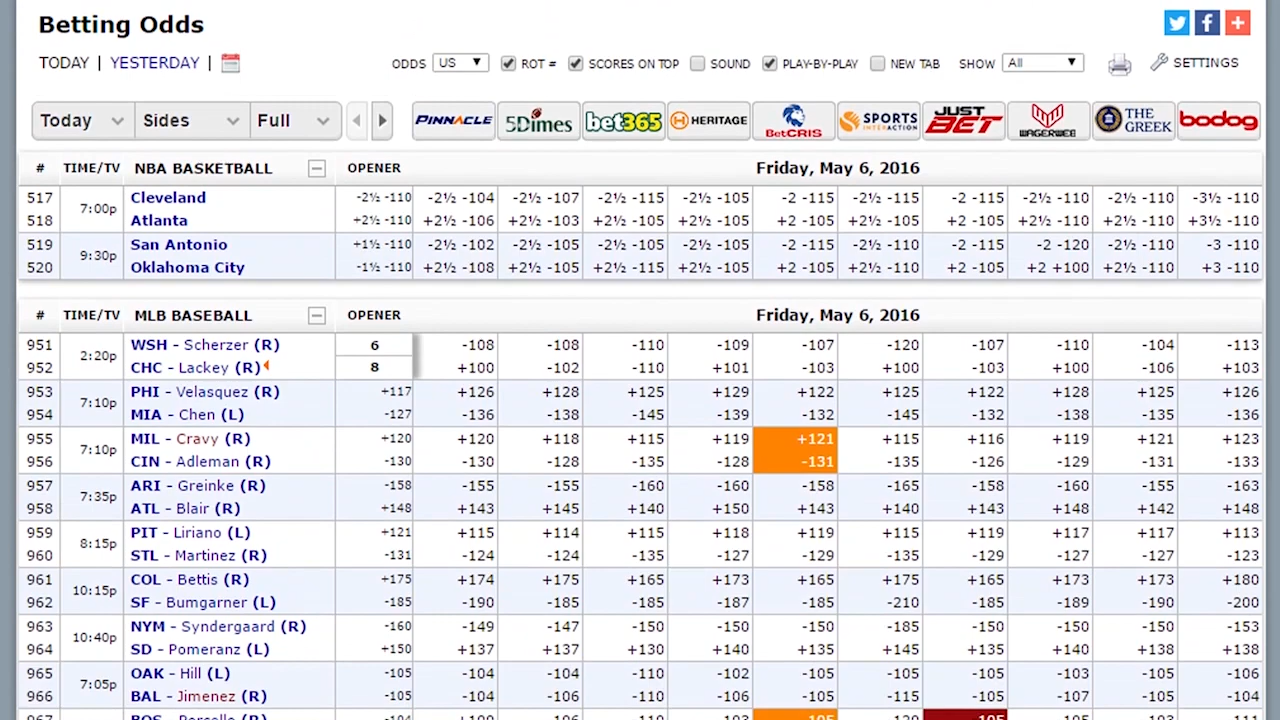 Betting Odds
TODAY | YESTERDAY |
ODDS US ROT # SCORES ON TOP SOUND PLAY-BY-PLAY NEW TAB SHOW All SETTINGS
Today Sides Full PINNACLE 5Dimes bet365 HERITAGE BETCRIS SPORTS INTERACTION JUST BET WAGERWEB THE GREEK bodog
# TIME/TV NBA BASKETBALL OPENER Friday, May 6, 2016
517 7:00p Cleveland -2½ -110 -2½ -104 -2½ -107 -2½ -115 -2½ -105 -2 -115 -2½ -105 -2 -115 -2½ -110 -2½ -110 -3½ -110
518 Atlanta +2½ -110 +2½ -106 +2½ -103 +2½ -105 +2½ -105 +2 -105 +2½ -105 +2 -105 +2½ -110 +2½ -110 +3½ -110
519 9:30p San Antonio +1½ -110 -2½ -102 -2½ -105 -2½ -105 -2½ -105 -2 -115 -2½ -120 -2 -115 -2 -120 -2½ -110 -3 -110
520 Oklahoma City -1½ -110 +2½ -108 +2½ -105 +2½ -115 +2½ -105 +2 -105 +2½ -110 +2 -105 +2 +100 +2½ -110 +3 -110
# TIME/TV MLB BASEBALL OPENER Friday, May 6, 2016
951 2:20p WSH - Scherzer (R) 6 -108 -108 -110 -109 -107 -120 -107 -110 -104 -113
952 CHC - Lackey (R) 8 +100 -102 -110 +101 -103 +100 -103 +100 -106 +103
953 7:10p PHI - Velasquez (R) +117 +126 +128 +125 +129 +122 +125 +122 +128 +125 +126
954 MIA - Chen (L) -127 -136 -138 -145 -139 -132 -145 -132 -138 -135 -136
955 7:10p MIL - Cravy (R) +120 +120 +118 +115 +119 +121 +115 +116 +119 +121 +123
956 CIN - Adleman (R) -130 -130 -128 -135 -128 -131 -135 -126 -129 -131 -133
957 7:35p ARI - Greinke (R) -158 -155 -155 -160 -160 -158 -165 -158 -160 -155 -163
958 ATL - Blair (R) +148 +143 +145 +140 +150 +143 +140 +143 +148 +142 +148
959 8:15p PIT - Liriano (L) +121 +115 +114 +115 +118 +119 +115 +119 +117 +117 +113
960 STL - Martinez (R) -131 -124 -124 -135 -127 -129 -135 -129 -127 -127 -123
961 10:15p COL - Bettis (R) +175 +174 +175 +165 +173 +165 +175 +165 +173 +165 +180
962 SF - Bumgarner (L) -185 -190 -185 -185 -187 -185 -210 -185 -189 -190 -200
963 10:40p NYM - Syndergaard (R) -160 -149 -147 -150 -150 -150 -185 -150 -150 -150 -153
964 SD - Pomeranz (L) +150 +137 +137 +130 +140 +135 +145 +135 +140 +138 +138
965 7:05p OAK - Hill (L) -105 -104 -104 -110 -102 -105 -105 -105 -103 -105 -106
966 BAL - Jimenez (R) -105 -104 -106 -110 -106 -105 -115 -105 -107 -105 -104